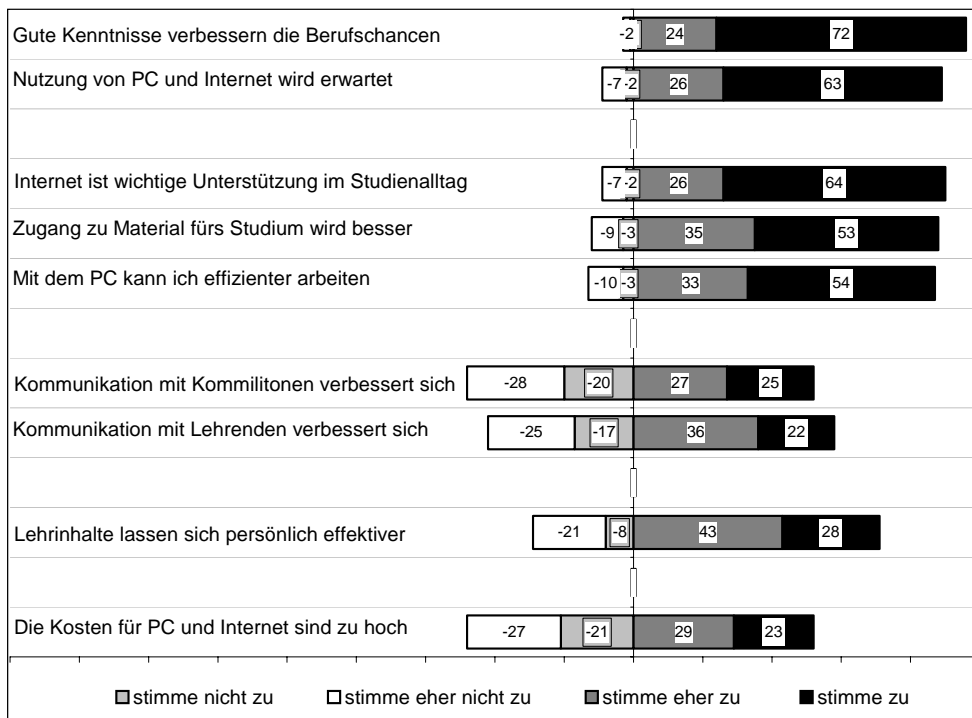 Gute Kenntnisse verbessern die Berufschancen -2 24 72
Nutzung von PC und Internet wird erwartet -7 -2 26 63
Internet ist wichtige Unterstützung im Studienalltag -7 -2 26 64
Zugang zu Material fürs Studium wird besser -9 -3 35 53
Mit dem PC kann ich effizienter arbeiten -10 -3 33 54
Kommunikation mit Kommilitonen verbessert sich -28 -20 27 25
Kommunikation mit Lehrenden verbessert sich -25 -17 36 22
Lehrinhalte lassen sich persönlich effektiver -21 -8 43 28
Die Kosten für PC und Internet sind zu hoch -27 -21 29 23
stimme nicht zu stimme eher nicht zu stimme eher zu stimme zu